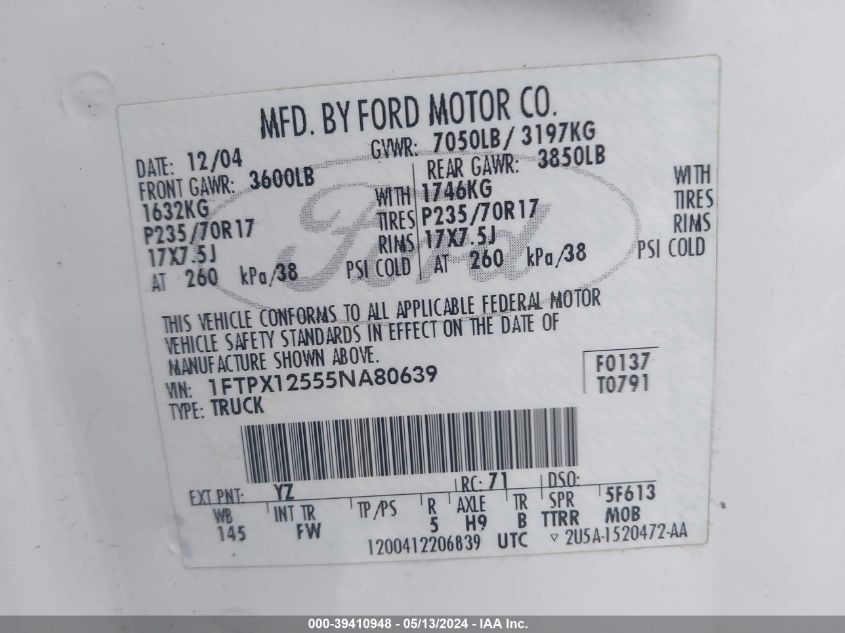 MFD. BY FORD MOTOR CO.
DATE: 12/04 GVWR: 7050LB/ 3197KG
FRONT GAWR: 3600LB REAR GAWR: 3850LB
1632KG WITH 1746KG WITH
P235/70R17 TIRES P235/70R17 TIRES
17X7.5J RIMS 17X7.5J RIMS
AT 260 kPa/38 PSI COLD AT 260 kPa/38 PSI COLD
Ford
THIS VEHICLE CONFORMS TO ALL APPLICABLE FEDERAL MOTOR
VEHICLE SAFETY STANDARDS IN EFFECT ON THE DATE OF
MANUFACTURE SHOWN ABOVE.
VIN: 1FTPX12555NA80639 F0137
TYPE: TRUCK T0791
EXT PNT: YZ RC: 71 DSO:
WB INT TR TP/PS R AXLE TR SPR 5F613
145 FW 5 H9 B TTRR MOB
1200412206839 UTC ▽ 2U5A-1520472-AA
000-39410948 - 05/13/2024 - IAA Inc.